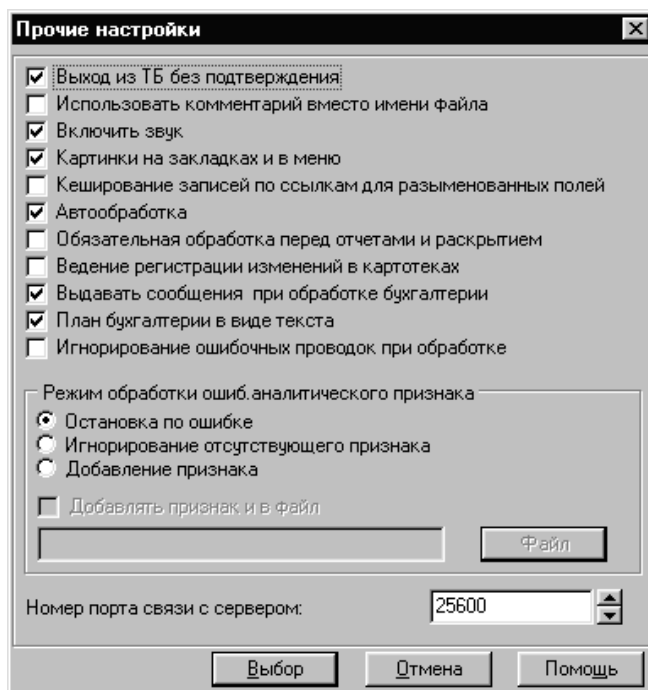 Прочие настройки
Выход из ТБ без подтверждения
Использовать комментарий вместо имени файла
Включить звук
Картинки на закладках и в меню
Кеширование записей по ссылкам для разыменованных полей
Автообработка
Обязательная обработка перед отчетами и раскрытием
Ведение регистрации изменений в картотеках
Выдавать сообщения при обработке бухгалтерии
План бухгалтерии в виде текста
Игнорирование ошибочных проводок при обработке
Режим обработки ошиб.аналитического признака
Остановка по ошибке
Игнорирование отсутствующего признака
Добавление признака
Добавлять признак и в файл
Файл
Номер порта связи с сервером: 25600
Выбор Отмена Помощь